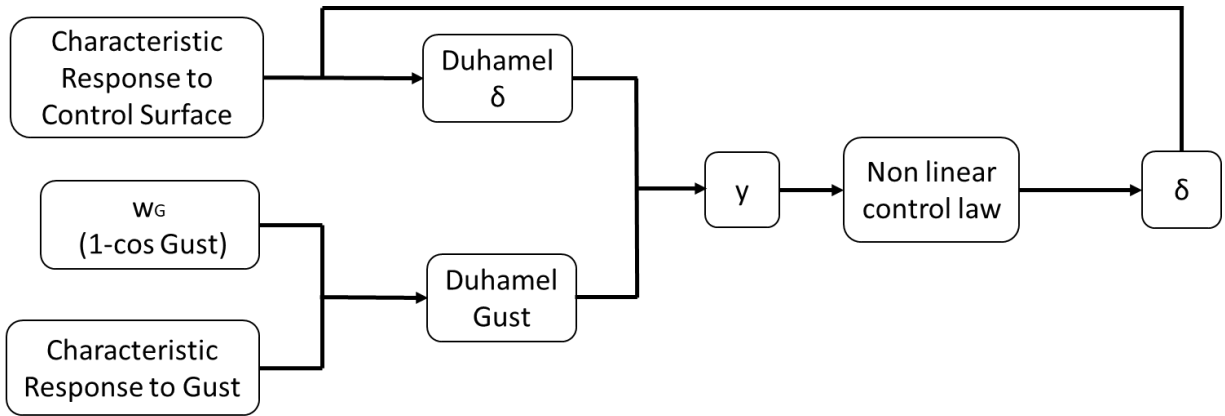 Characteristic
Response to
Control Surface
Duhamel
δ
wG
(1-cos Gust)
Characteristic
Response to Gust
Duhamel
Gust
y
Non linear
control law
δ